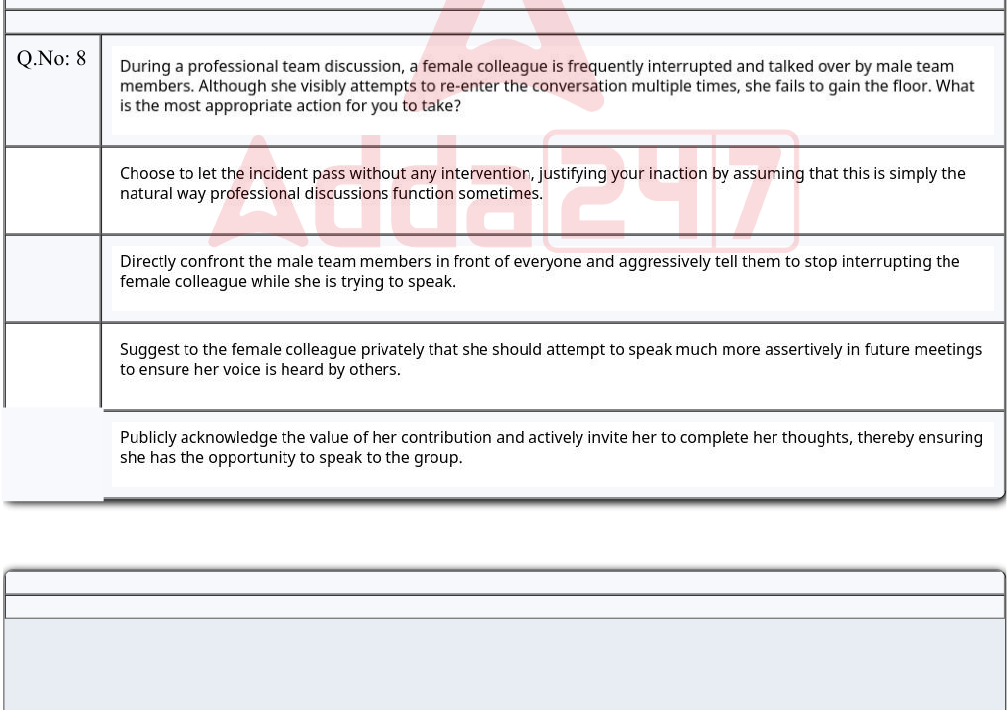 Q.No: 8
During a professional team discussion, a female colleague is frequently interrupted and talked over by male team
members. Although she visibly attempts to re-enter the conversation multiple times, she fails to gain the floor. What
is the most appropriate action for you to take?
Choose to let the incident pass without any intervention, justifying your inaction by assuming that this is simply the
natural way professional discussions function sometimes.
Directly confront the male team members in front of everyone and aggressively tell them to stop interrupting the
female colleague while she is trying to speak.
Suggest to the female colleague privately that she should attempt to speak much more assertively in future meetings
to ensure her voice is heard by others.
Publicly acknowledge the value of her contribution and actively invite her to complete her thoughts, thereby ensuring
she has the opportunity to speak to the group.
Adda247